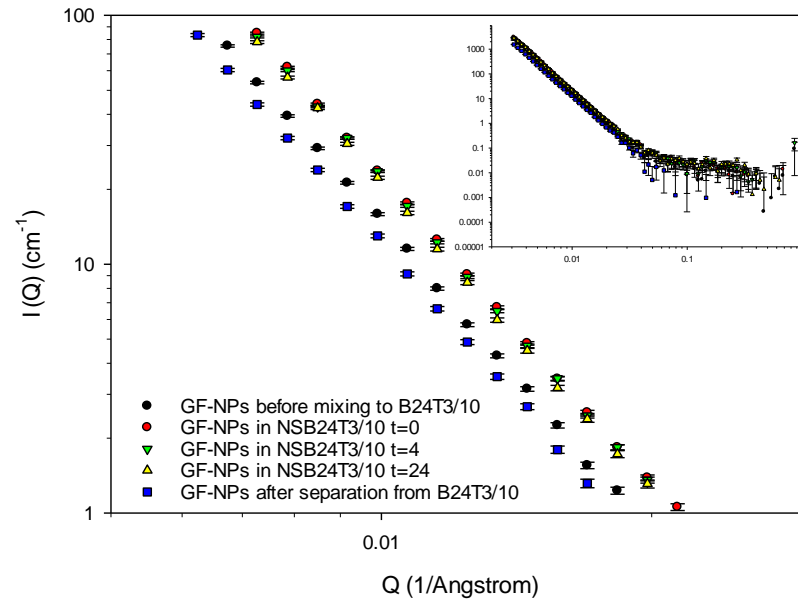 100
10
1
I (Q) (cm-1)
0.01
Q (1/Angstrom)
GF-NPs before mixing to B24T3/10
GF-NPs in NSB24T3/10 t=0
GF-NPs in NSB24T3/10 t=4
GF-NPs in NSB24T3/10 t=24
GF-NPs after separation from B24T3/10
1000
100
10
1
0.1
0.01
0.001
0.0001
0.00001
0.01
0.1